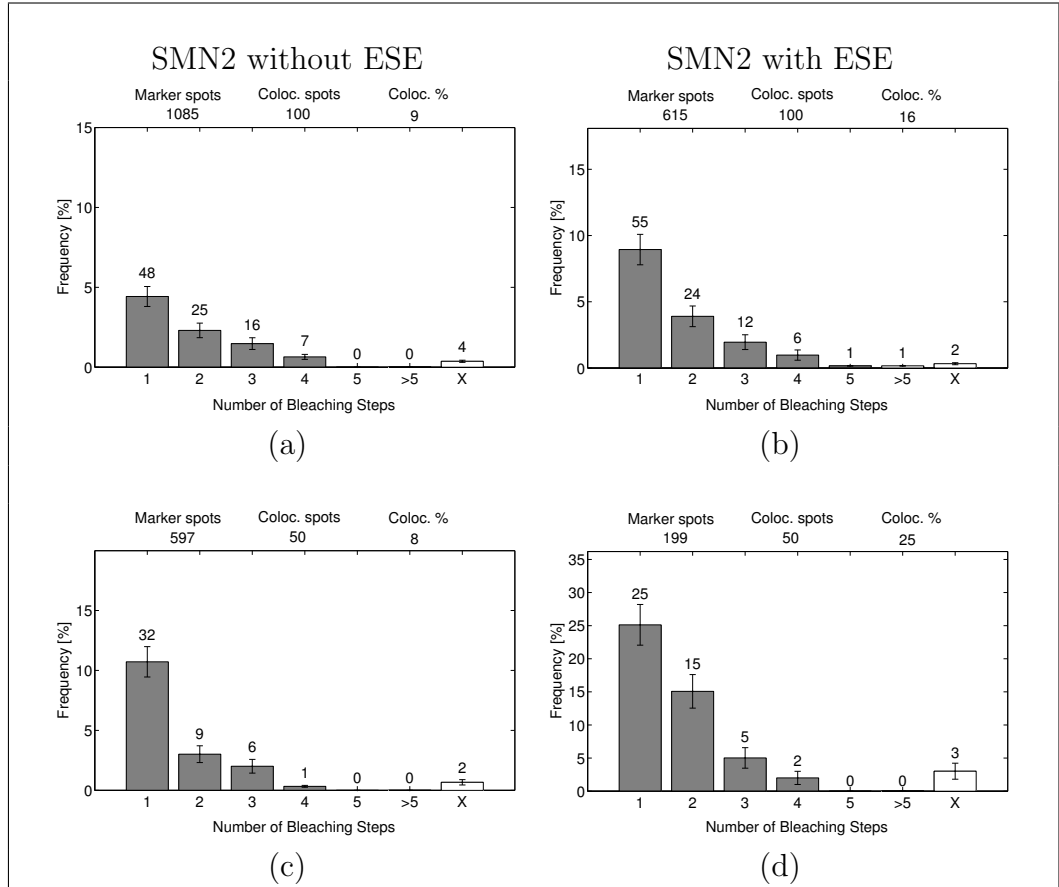 SMN2 without ESE
Marker spots Coloc. spots Coloc. %
1085 100 9
15
10
5
0
Frequency [%]
48
25
16
7
0
0
4
1 2 3 4 5 >5 X
Number of Bleaching Steps
(a)
SMN2 with ESE
Marker spots Coloc. spots Coloc. %
615 100 16
15
10
5
0
Frequency [%]
55
24
12
6
1
1
2
1 2 3 4 5 >5 X
Number of Bleaching Steps
(b)
Marker spots Coloc. spots Coloc. %
597 50 8
15
10
5
0
Frequency [%]
32
9
6
1
0
0
2
1 2 3 4 5 >5 X
Number of Bleaching Steps
(c)
Marker spots Coloc. spots Coloc. %
199 50 25
35
30
25
20
15
10
5
0
Frequency [%]
25
15
5
2
0
0
3
1 2 3 4 5 >5 X
Number of Bleaching Steps
(d)